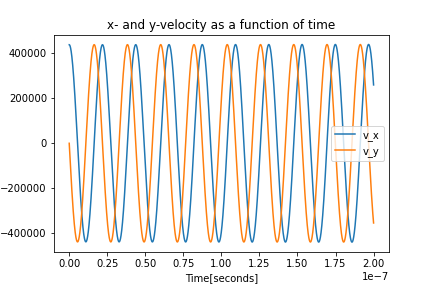 x- and y-velocity as a function of time
400000
200000
0
−200000
−400000
v_x
v_y
0.00 0.25 0.50 0.75 1.00 1.25 1.50 1.75 2.00
1e−7
Time[seconds]